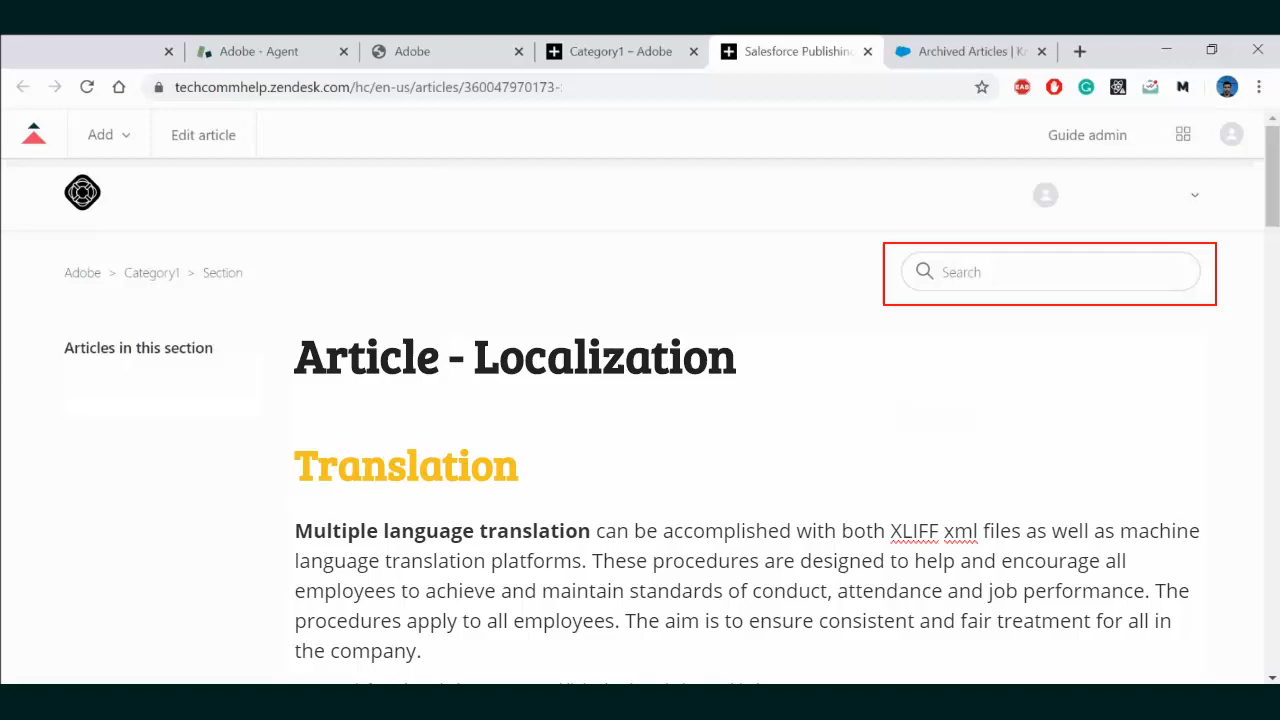 Adobe - Agent
Adobe
Category1 – Adobe
Salesforce Publishing
Archived Articles | K
techcommhelp.zendesk.com/hc/en-us/articles/360047970173-
EAB
M
Add
Edit article
Guide admin
Adobe > Category1 > Section
Search
Articles in this section
Article - Localization
Translation
Multiple language translation can be accomplished with both XLIFF xml files as well as machine
language translation platforms. These procedures are designed to help and encourage all
employees to achieve and maintain standards of conduct, attendance and job performance. The
procedures apply to all employees. The aim is to ensure consistent and fair treatment for all in
the company.